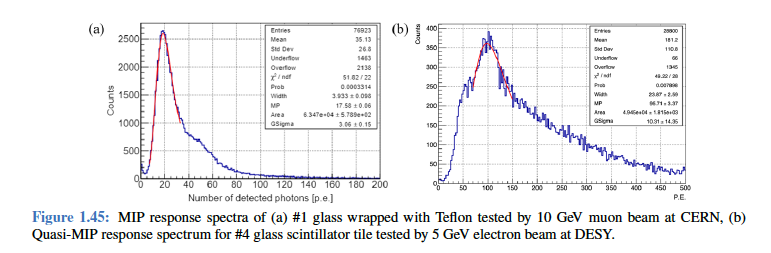 (a)
Entries 76923
Mean 35.13
Std Dev 26.8
Underflow 1463
Overflow 2138
χ² / ndf 51.82 / 22
Prob 0.0003314
Width 3.933 ± 0.095
MP 17.58 ± 0.06
Area 6.347e+04 ± 5.789e+02
GSigma 3.06 ± 0.15
Counts
2500
2000
1500
1000
500
0
0 20 40 60 80 100 120 140 160 180 200
Number of detected photons [p.e.]
(b)
Entries 28800
Mean 181.2
Std Dev 110.8
Underflow 66
Overflow 1345
χ² / ndf 49.22 / 28
Prob 0.007898
Width 23.87 ± 2.59
MP 96.71 ± 3.37
Area 4.945e+04 ± 1.815e+03
GSigma 10.31 ± 14.35
Counts
400
350
300
250
200
150
100
50
0
0 50 100 150 200 250 300 350 400 450 500
P.E.
Figure 1.45: MIP response spectra of (a) #1 glass wrapped with Teflon tested by 10 GeV muon beam at CERN, (b)
Quasi-MIP response spectrum for #4 glass scintillator tile tested by 5 GeV electron beam at DESY.